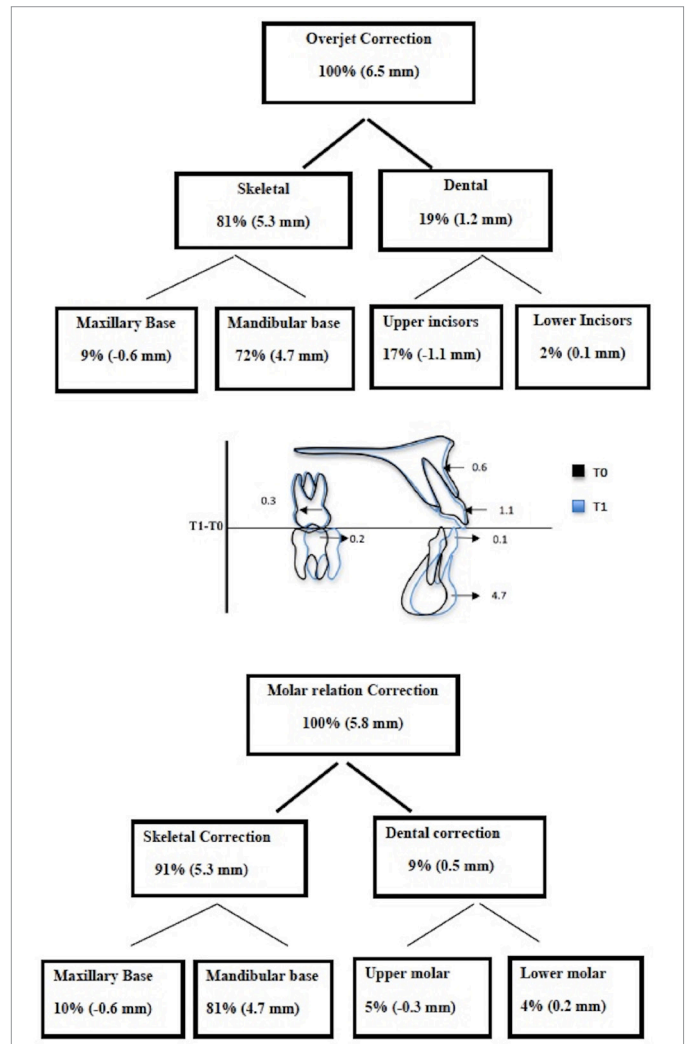 Overjet Correction
100% (6.5 mm)
Skeletal
81% (5.3 mm)
Dental
19% (1.2 mm)
Maxillary Base
9% (-0.6 mm)
Mandibular base
72% (4.7 mm)
Upper incisors
17% (-1.1 mm)
Lower Incisors
2% (0.1 mm)
0.6
T0
0.3
1.1
T1
T1-T0
0.2
0.1
4.7
Molar relation Correction
100% (5.8 mm)
Skeletal Correction
91% (5.3 mm)
Dental correction
9% (0.5 mm)
Maxillary Base
10% (-0.6 mm)
Mandibular base
81% (4.7 mm)
Upper molar
5% (-0.3 mm)
Lower molar
4% (0.2 mm)